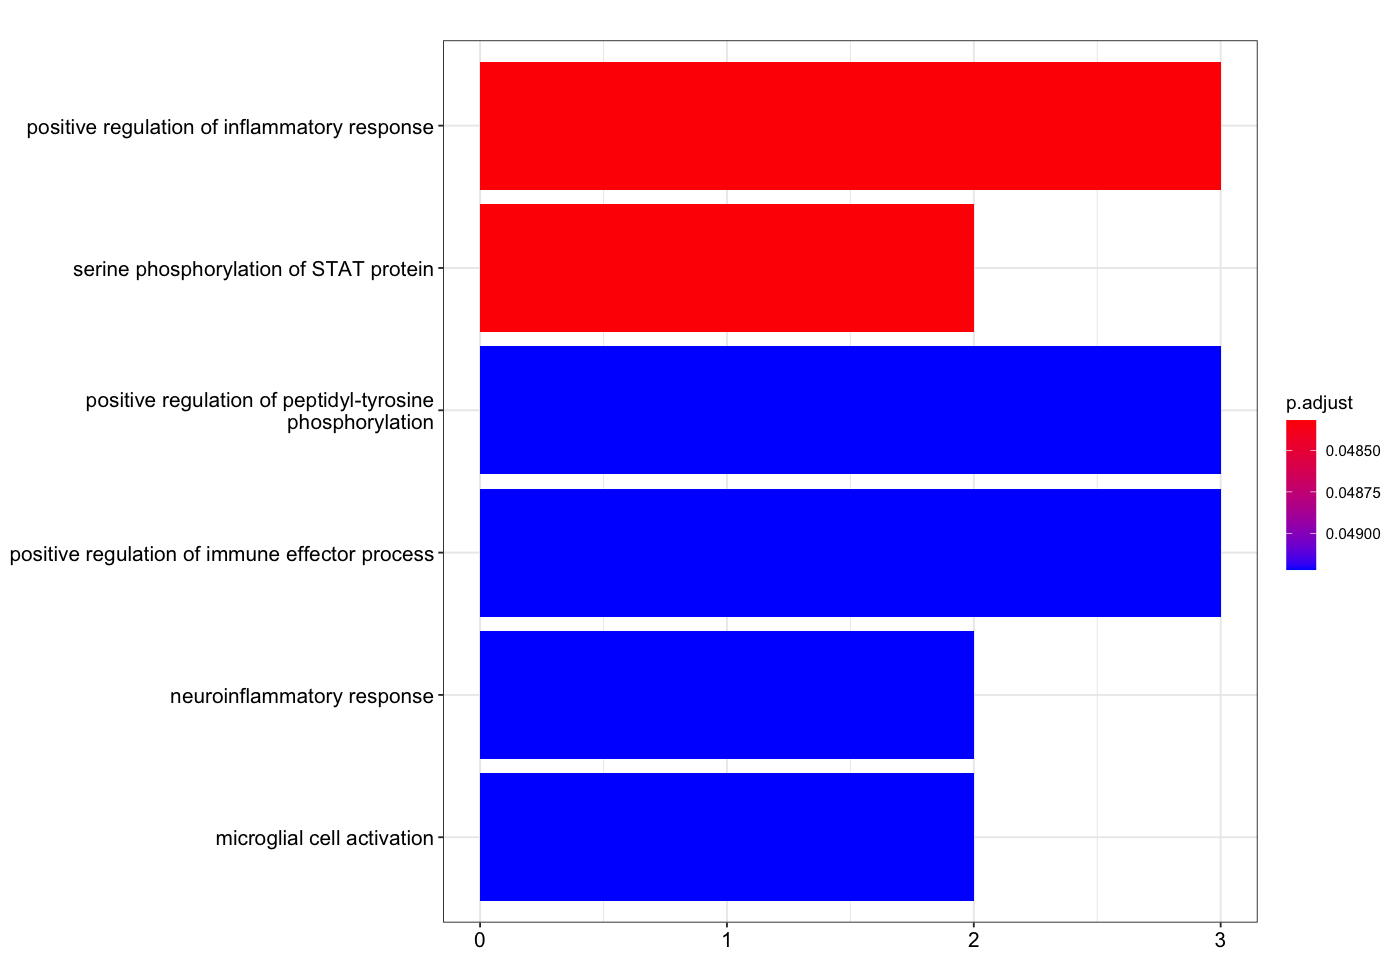 positive regulation of inflammatory response
serine phosphorylation of STAT protein
positive regulation of peptidyl-tyrosine
phosphorylation
positive regulation of immune effector process
neuroinflammatory response
microglial cell activation
0 1 2 3
p.adjust
0.04850
0.04875
0.04900